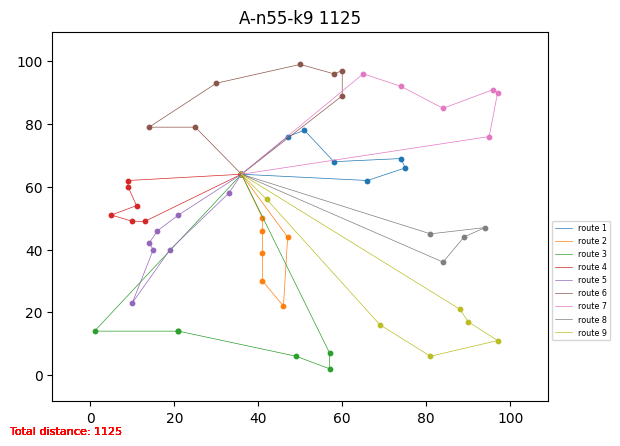 A-n55-k9 1125
100
80
60
40
20
0
0 20 40 60 80 100
route 1
route 2
route 3
route 4
route 5
route 6
route 7
route 8
route 9
Total distance: 1125